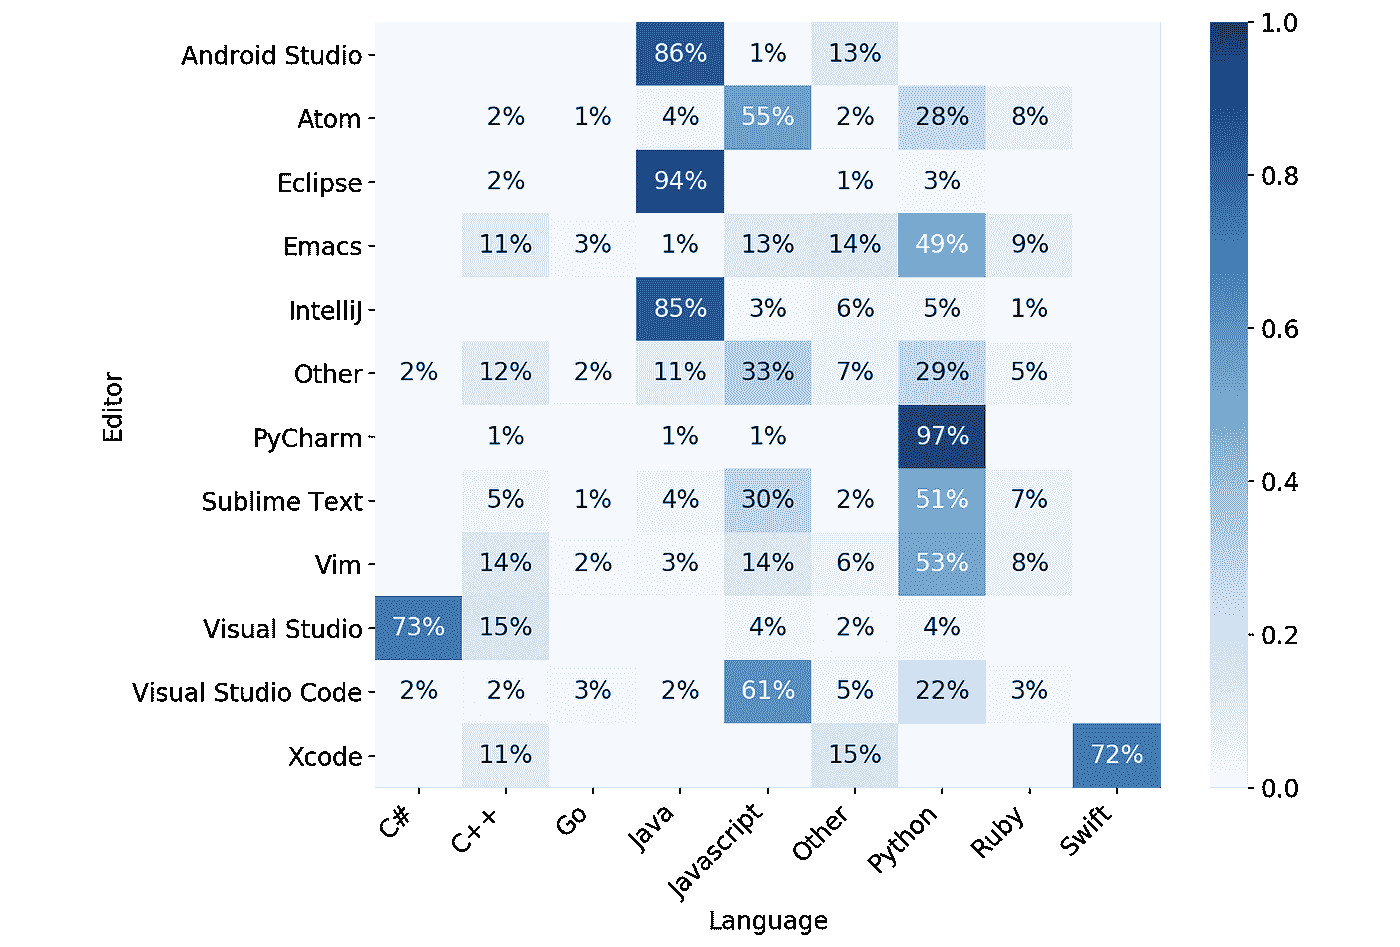 Android Studio 86% 1% 13%
Atom 2% 1% 4% 55% 2% 28% 8%
Eclipse 2% 94% 1% 3%
Emacs 11% 3% 1% 13% 14% 49% 9%
IntelliJ 85% 3% 6% 5% 1%
Other 2% 12% 2% 11% 33% 7% 29% 5%
PyCharm 1% 1% 1% 97%
Sublime Text 5% 1% 4% 30% 2% 51% 7%
Vim 14% 2% 3% 14% 6% 53% 8%
Visual Studio 73% 15% 4% 2% 4%
Visual Studio Code 2% 2% 3% 2% 61% 5% 22% 3%
Xcode 11% 15% 72%
Editor
C# C++ Go Java Javascript Other Python Ruby Swift
Language
1.0
0.8
0.6
0.4
0.2
0.0